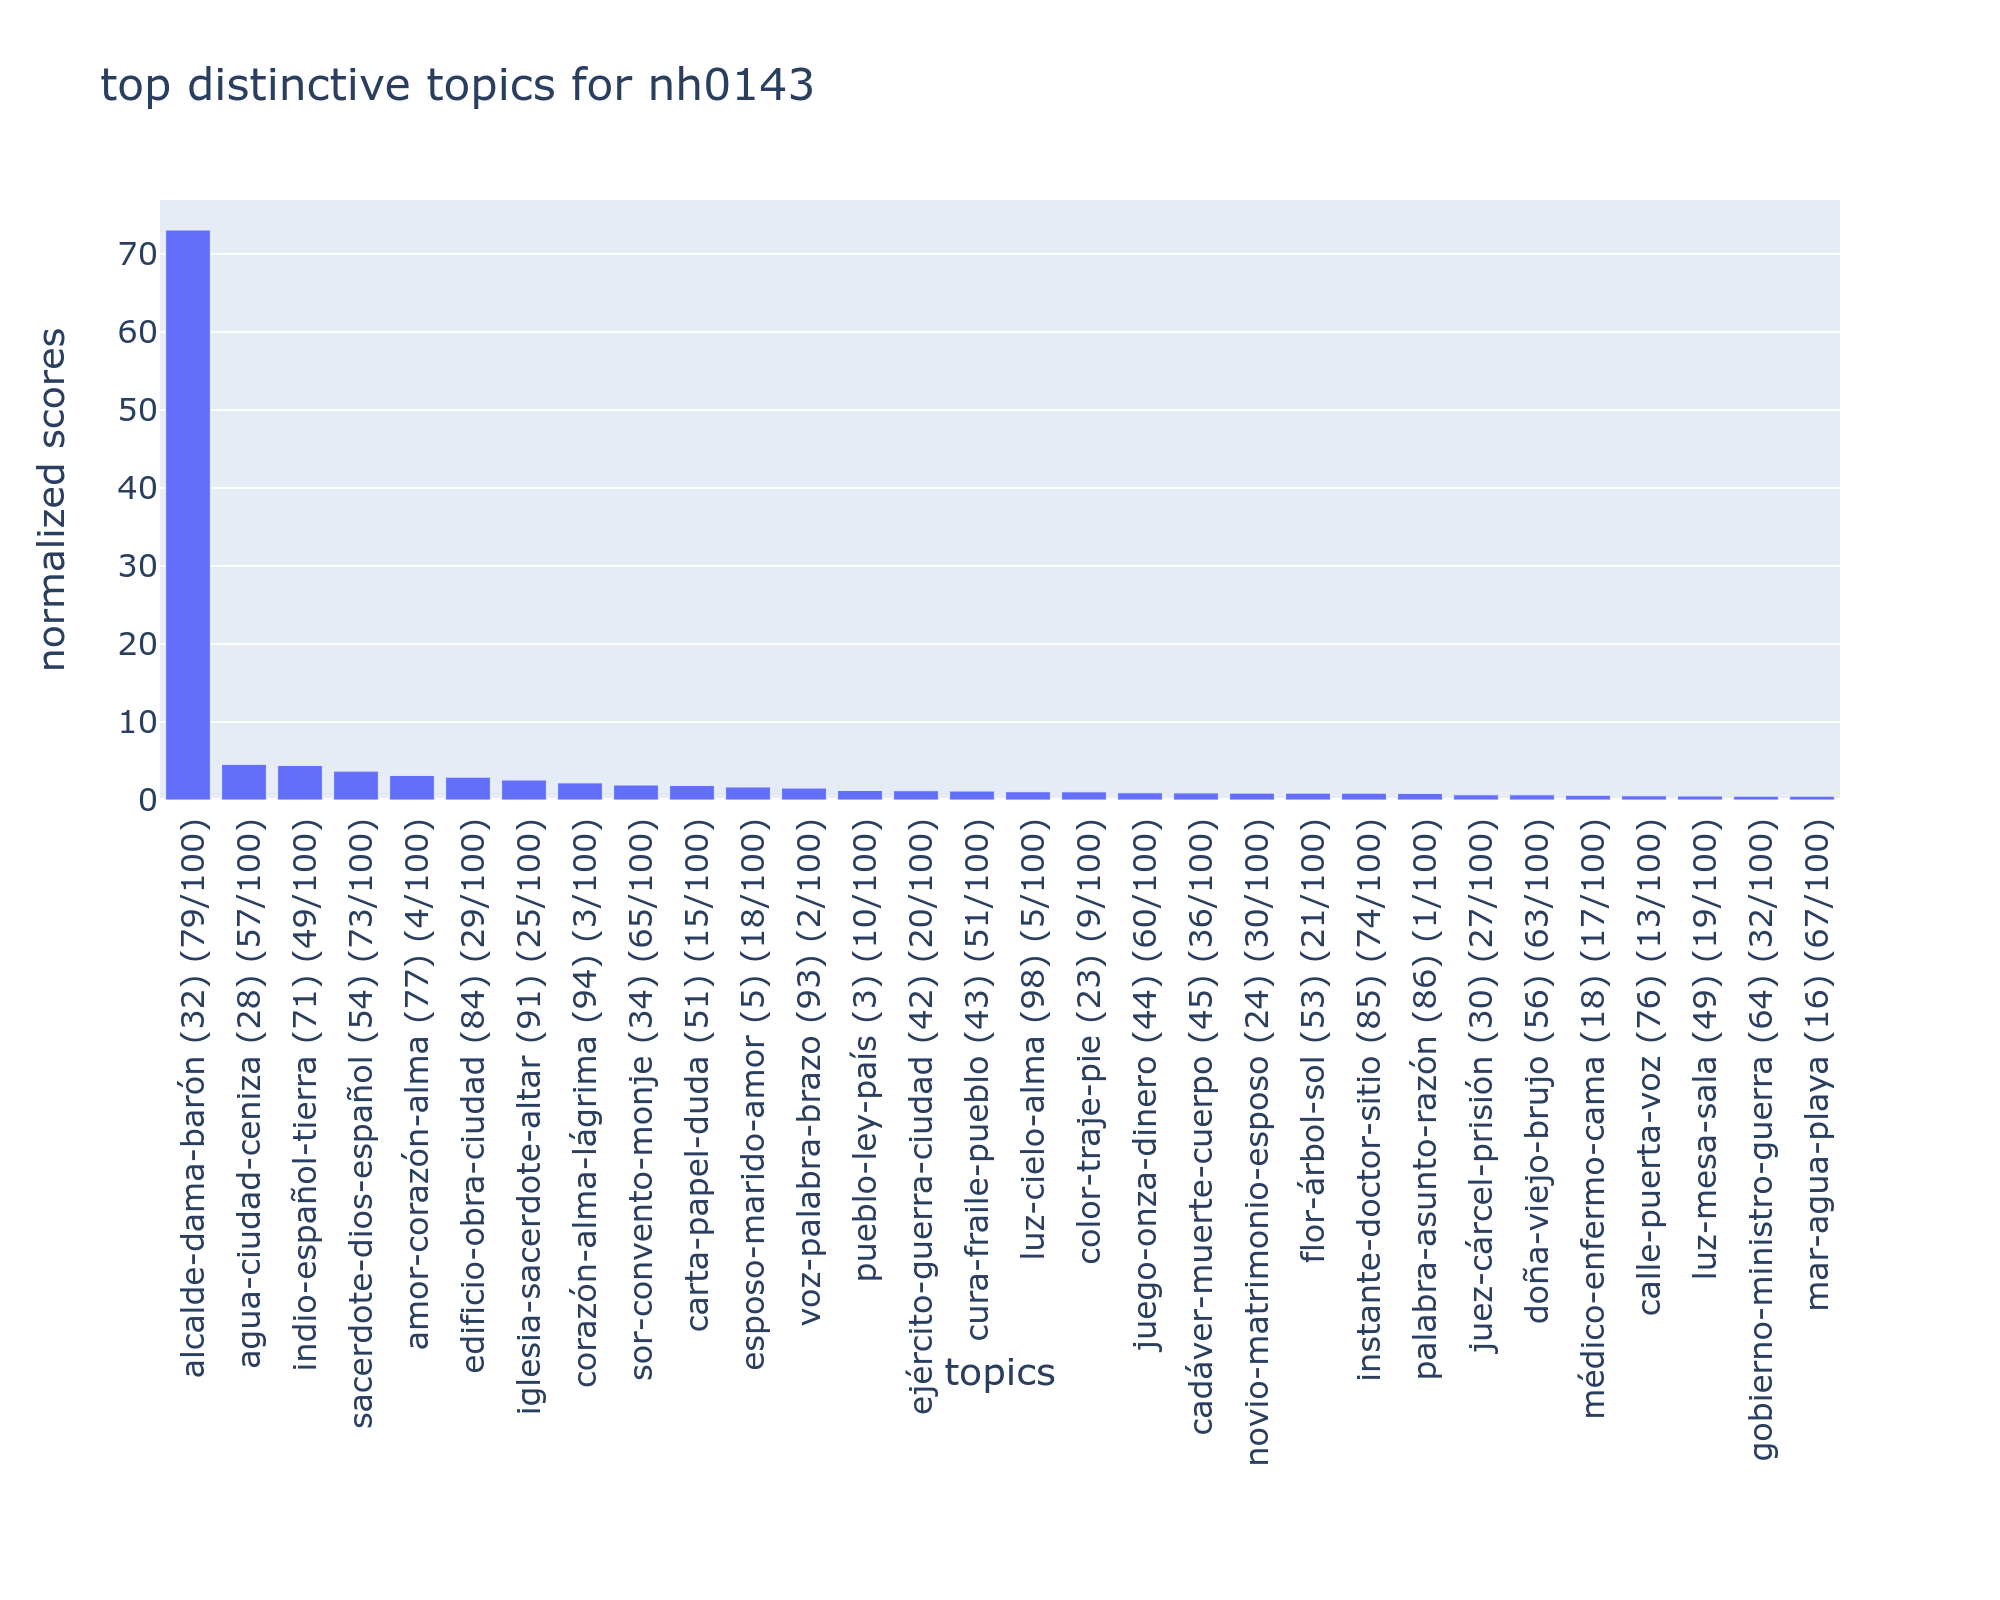 top distinctive topics for nh0143
normalized scores
70
60
50
40
30
20
10
0
alcalde-dama-barón (32) (79/100)
agua-ciudad-ceniza (28) (57/100)
indio-español-tierra (71) (49/100)
sacerdote-dios-español (54) (73/100)
amor-corazón-alma (77) (4/100)
edificio-obra-ciudad (84) (29/100)
iglesia-sacerdote-altar (91) (25/100)
corazón-alma-lágrima (94) (3/100)
sor-convento-monje (34) (65/100)
carta-papel-duda (51) (15/100)
esposo-marido-amor (5) (18/100)
voz-palabra-brazo (93) (2/100)
pueblo-ley-país (3) (10/100)
ejército-guerra-ciudad (42) (20/100)
cura-fraile-pueblo (43) (51/100)
luz-cielo-alma (98) (5/100)
color-traje-pie (23) (9/100)
juego-onza-dinero (44) (60/100)
cadáver-muerte-cuerpo (45) (36/100)
novio-matrimonio-esposo (24) (30/100)
flor-árbol-sol (53) (21/100)
instante-doctor-sitio (85) (74/100)
palabra-asunto-razón (86) (1/100)
juez-cárcel-prisión (30) (27/100)
doña-viejo-brujo (56) (63/100)
médico-enfermo-cama (18) (17/100)
calle-puerta-voz (76) (13/100)
luz-mesa-sala (49) (19/100)
gobierno-ministro-guerra (64) (32/100)
mar-agua-playa (16) (67/100)
topics